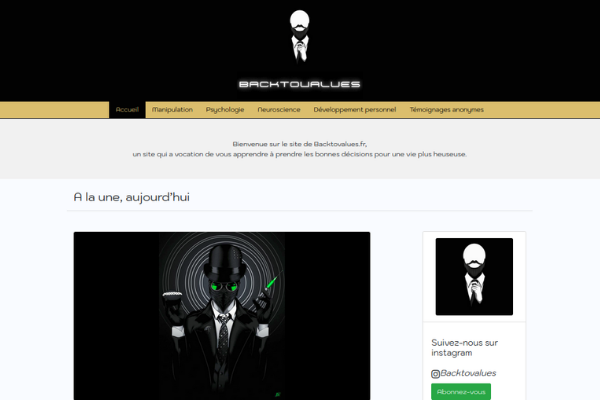 BACKTOVALUES
Accueil Manipulation Psychologie Neuroscience Développement personnel Témoignages anonymes
Bienvenue sur le site de Backtovalues.fr,
un site qui a vocation de vous apprendre à prendre les bonnes décisions pour une vie plus heuseuse.
A la une, aujourd'hui
Suivez-nous sur
instagram
Backtovalues
Abonnez-vous